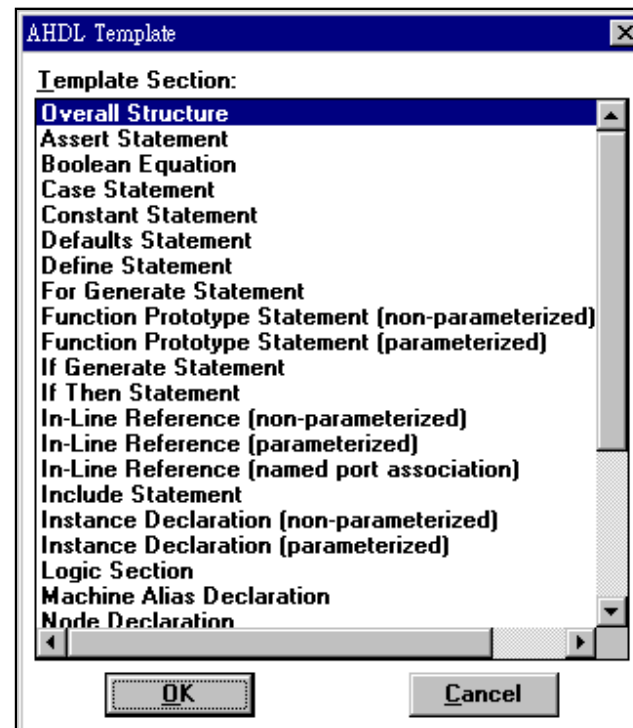 AHDL Template
Template Section:
Overall Structure
Assert Statement
Boolean Equation
Case Statement
Constant Statement
Defaults Statement
Define Statement
For Generate Statement
Function Prototype Statement (non-parameterized)
Function Prototype Statement (parameterized)
If Generate Statement
If Then Statement
In-Line Reference (non-parameterized)
In-Line Reference (parameterized)
In-Line Reference (named port association)
Include Statement
Instance Declaration (non-parameterized)
Instance Declaration (parameterized)
Logic Section
Machine Alias Declaration
Node Declaration
OK
Cancel